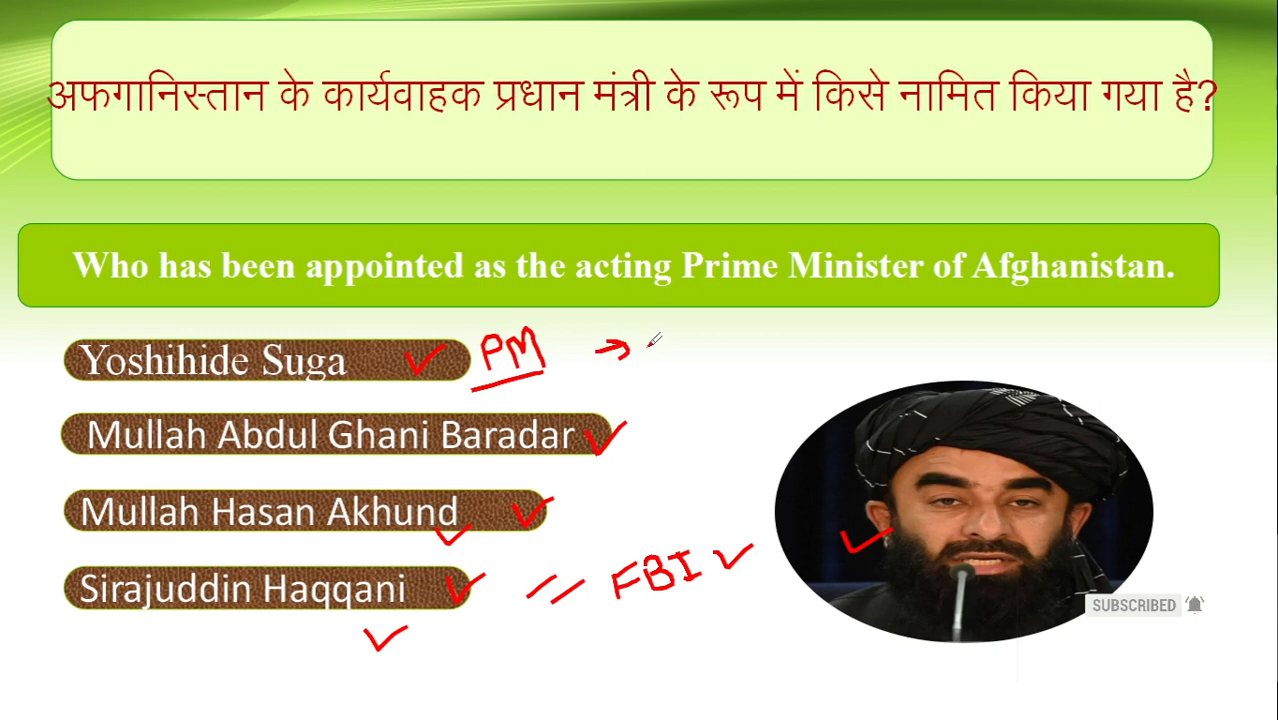 अफगानिस्तान के कार्यवाहक प्रधान मंत्री के रूप में किसे नामित किया गया है?
Who has been appointed as the acting Prime Minister of Afghanistan.
Yoshihide Suga PM
Mullah Abdul Ghani Baradar
Mullah Hasan Akhund
Sirajuddin Haqqani = FBI
SUBSCRIBED